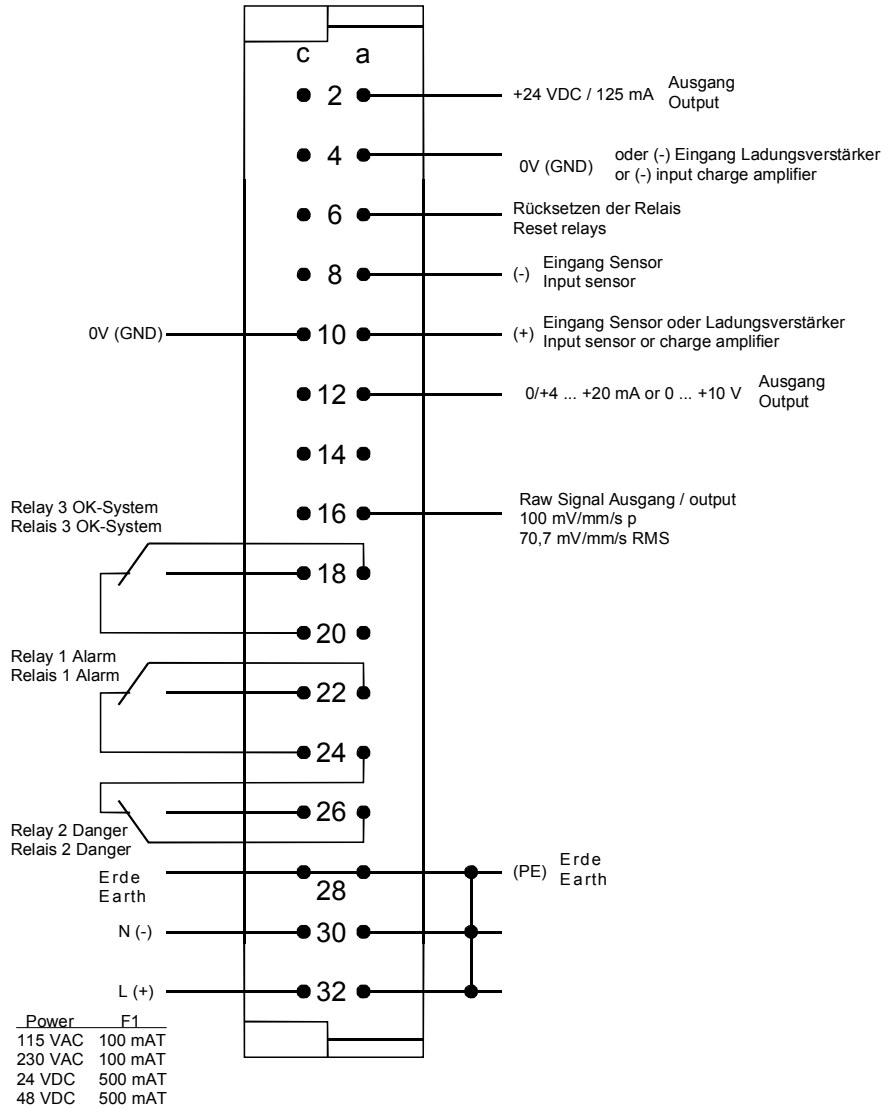 c a
2
+24 VDC / 125 mA
Ausgang
Output
4
0V (GND)
oder (-) Eingang Ladungsverstärker
or (-) input charge amplifier
6
Rücksetzen der Relais
Reset relays
8
(-)
Eingang Sensor
Input sensor
0V (GND)
10
(+)
Eingang Sensor oder Ladungsverstärker
Input sensor or charge amplifier
12
0/+4 ... +20 mA or 0 ... +10 V
Ausgang
Output
14
Relay 3 OK-System
Relais 3 OK-System
16
Raw Signal Ausgang / output
100 mV/mm/s p
70,7 mV/mm/s RMS
18
20
Relay 1 Alarm
Relais 1 Alarm
22
24
26
Relay 2 Danger
Relais 2 Danger
Erde
Earth
28
(PE)
Erde
Earth
N (-)
30
L (+)
32
Power F1
115 VAC 100 mAT
230 VAC 100 mAT
24 VDC 500 mAT
48 VDC 500 mAT